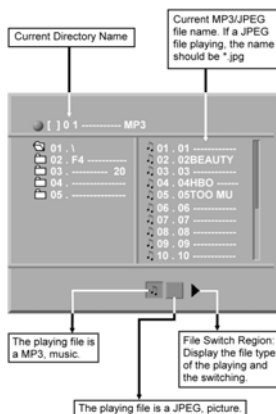 Current Directory Name
Current MP3/JPEG
file name. If a JPEG
file playing, the name
should be *.jpg
[ ] 0 1 ----------- MP3
01 . \
02 . F4 ------
03 . --------- 20
04 . -----------
05 . -----------
01 . 01 ------------
02 . 02BEAUTY
03 . 03 ------------
04 . 04HBO ------
05 . 05TOO MU
06 . 06 ------------
07 . 07 ------------
08 . 08 ------------
09 . 09 ------------
10 . 10 ------------
The playing file is
a MP3, music.
File Switch Region:
Display the file type
of the playing and
the switching.
The playing file is a JPEG, picture.